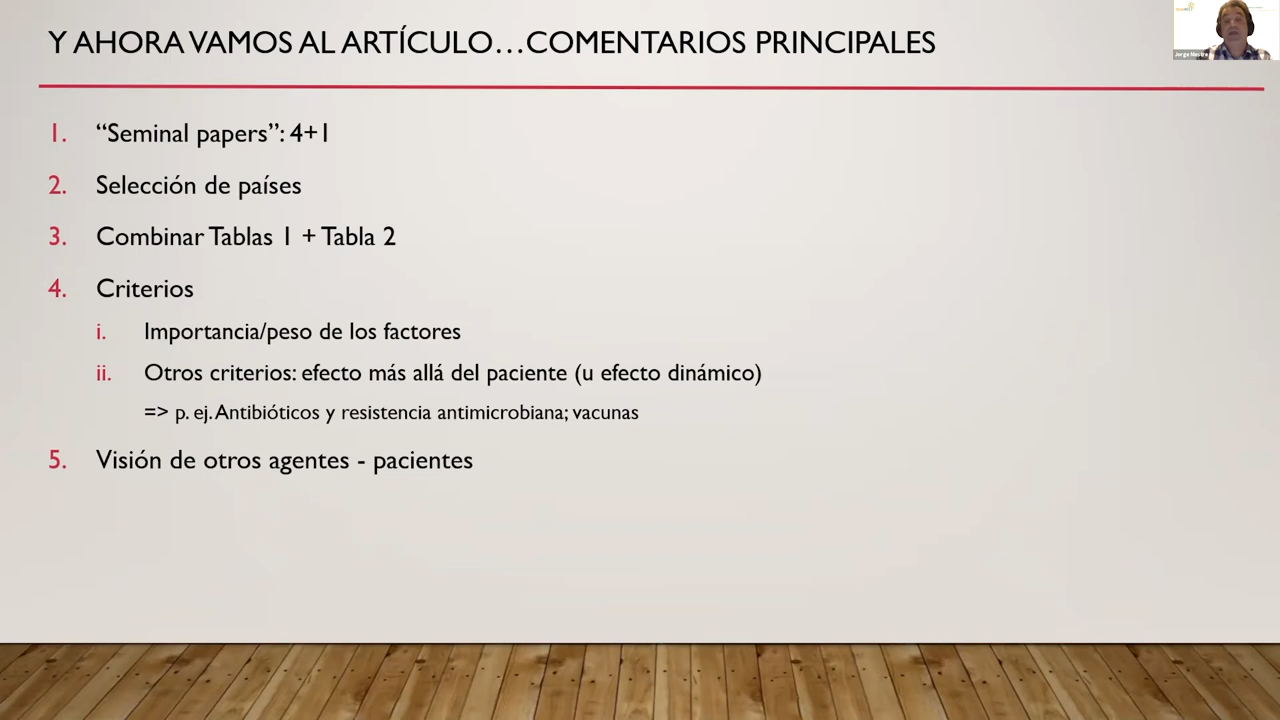 Y AHORA VAMOS AL ARTÍCULO…COMENTARIOS PRINCIPALES
1. “Seminal papers”: 4+1
2. Selección de países
3. Combinar Tablas 1 + Tabla 2
4. Criterios
i. Importancia/peso de los factores
ii. Otros criterios: efecto más allá del paciente (u efecto dinámico)
=> p. ej. Antibióticos y resistencia antimicrobiana; vacunas
5. Visión de otros agentes - pacientes
Jorge Mestre